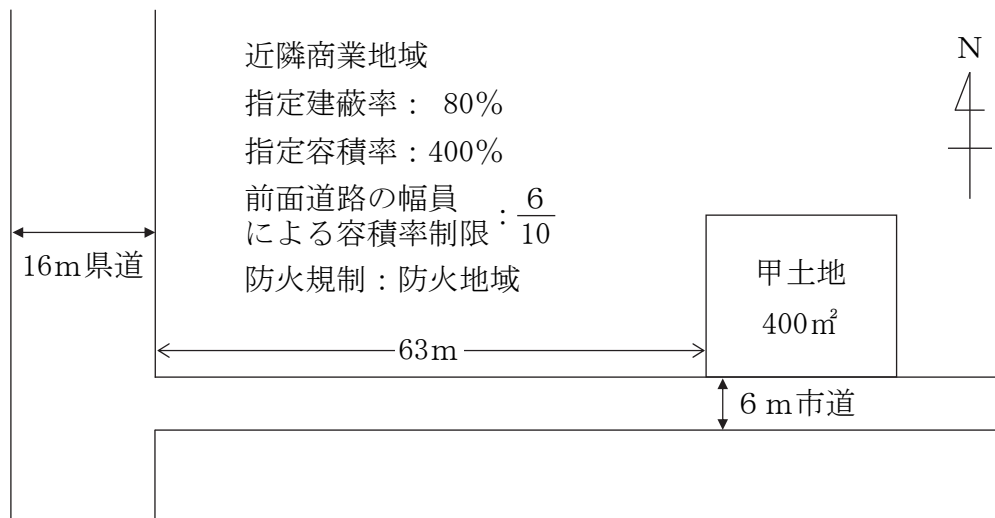 近隣商業地域
指定建蔽率：80%
指定容積率：400%
前面道路の幅員
による容積率制限：6/10
防火規制：防火地域
N
16m県道
甲土地
400㎡
63m
6m市道